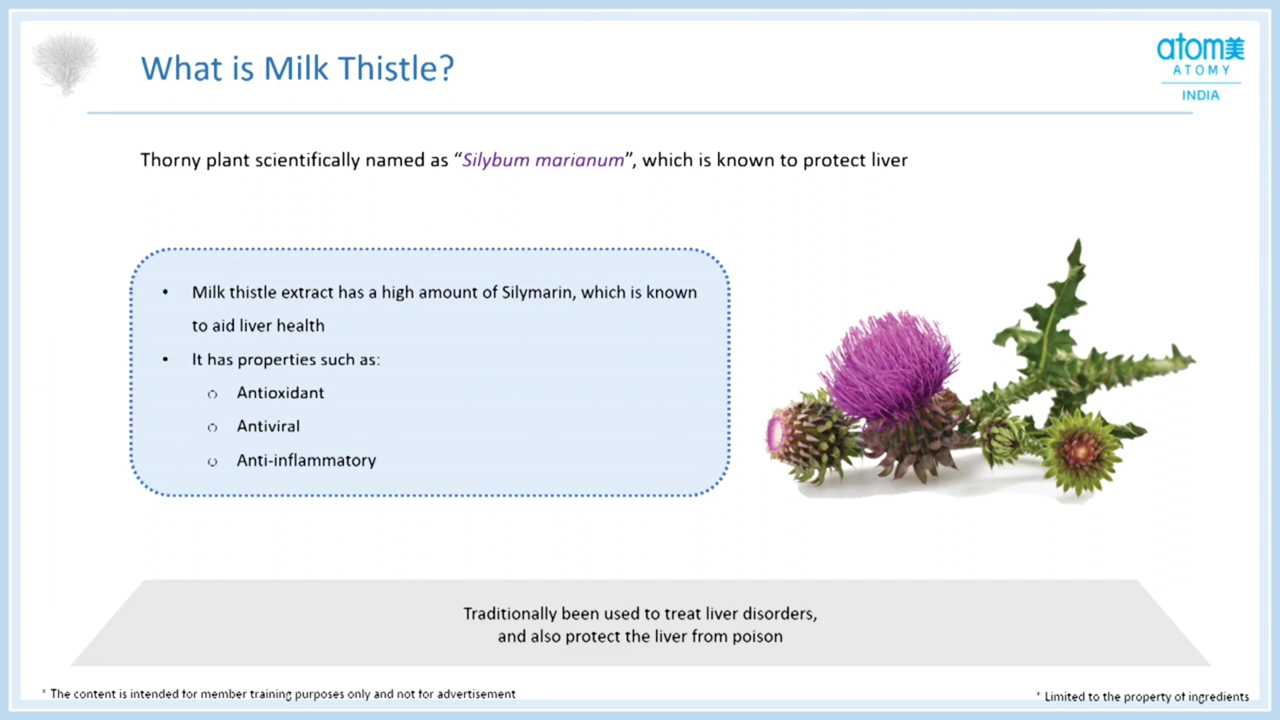 What is Milk Thistle?
atom美
ATOMY
INDIA
Thorny plant scientifically named as “Silybum marianum”, which is known to protect liver
• Milk thistle extract has a high amount of Silymarin, which is known
to aid liver health
• It has properties such as:
○ Antioxidant
○ Antiviral
○ Anti-inflammatory
Traditionally been used to treat liver disorders,
and also protect the liver from poison
* The content is intended for member training purposes only and not for advertisement
* Limited to the property of ingredients